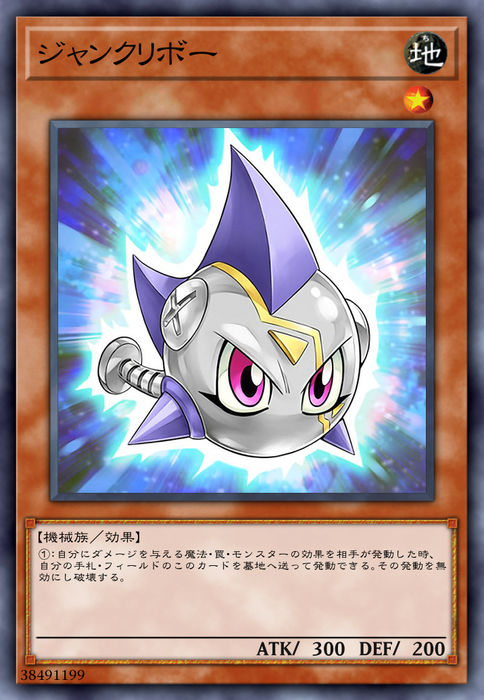 ジャンクリボー
ち
地
【機械族/効果】
①:自分にダメージを与える魔法・罠・モンスターの効果を相手が発動した時、
自分の手札・フィールドのこのカードを墓地へ送って発動できる。その発動を無
効にし破壊する。
ATK/ 300 DEF/ 200
38491199